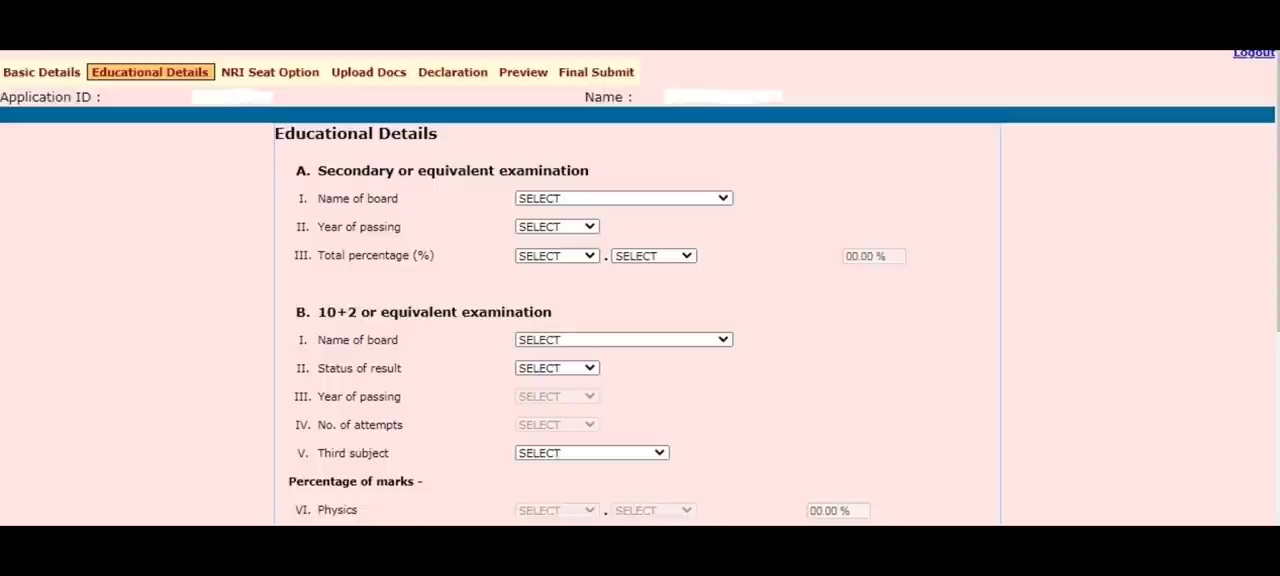 Logout
Basic Details Educational Details NRI Seat Option Upload Docs Declaration Preview Final Submit
Application ID : Name :
Educational Details
A. Secondary or equivalent examination
I. Name of board SELECT
II. Year of passing SELECT
III. Total percentage (%) SELECT . SELECT 00.00 %
B. 10+2 or equivalent examination
I. Name of board SELECT
II. Status of result SELECT
III. Year of passing SELECT
IV. No. of attempts SELECT
V. Third subject SELECT
Percentage of marks -
VI. Physics SELECT . SELECT 00.00 %